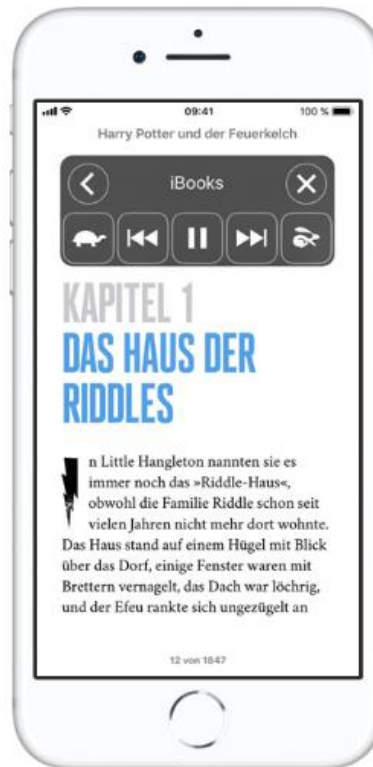 09:41
100 %
Harry Potter und der Feuerkelch
iBooks
KAPITEL 1
DAS HAUS DER
RIDDLES
n Little Hangleton nannten sie es
immer noch das »Riddle-Haus«,
obwohl die Familie Riddle schon seit
vielen Jahren nicht mehr dort wohnte.
Das Haus stand auf einem Hügel mit Blick
über das Dorf, einige Fenster waren mit
Brettern vernagelt, das Dach war löchrig,
und der Efeu rankte sich ungezügelt an
12 von 1847